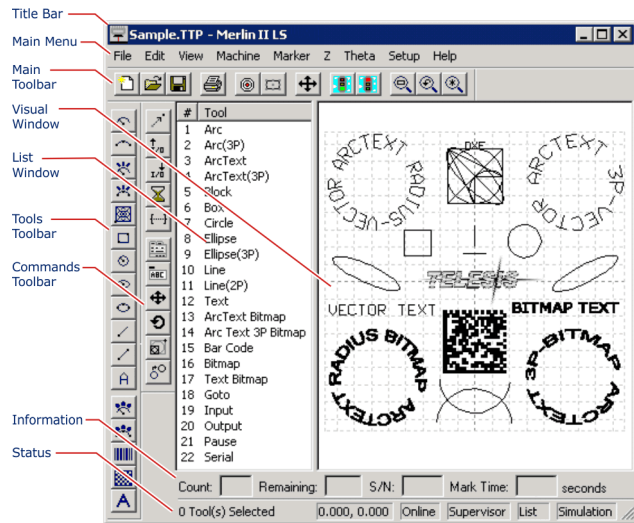 Title Bar
Sample.TTP - Merlin II LS
Main Menu
File Edit View Machine Marker Z Theta Setup Help
Main
Toolbar
Visual
Window
List
Window
Tools
Toolbar
Commands
Toolbar
Information
Status
# Tool
1 Arc
2 Arc(3P)
3 ArcText
4 ArcText(3P)
5 Block
6 Box
7 Circle
8 Ellipse
9 Ellipse(3P)
10 Line
11 Line(2P)
12 Text
13 ArcText Bitmap
14 Arc Text 3P Bitmap
15 Bar Code
16 Bitmap
17 Text Bitmap
18 Goto
19 Input
20 Output
21 Pause
22 Serial
1/0
I/0
ABC
A
A
ARCTEXT RADIUS-VECTOR
DXF
ARCTEXT 3P-VECTOR
TELESIS
VECTOR TEXT
BITMAP TEXT
ARCTEXT RADIUS BITMAP
ARCTEXT 3P-BITMAP
Count: Remaining: S/N: Mark Time: seconds
0 Tool(s) Selected 0.000, 0.000 Online Supervisor List Simulation